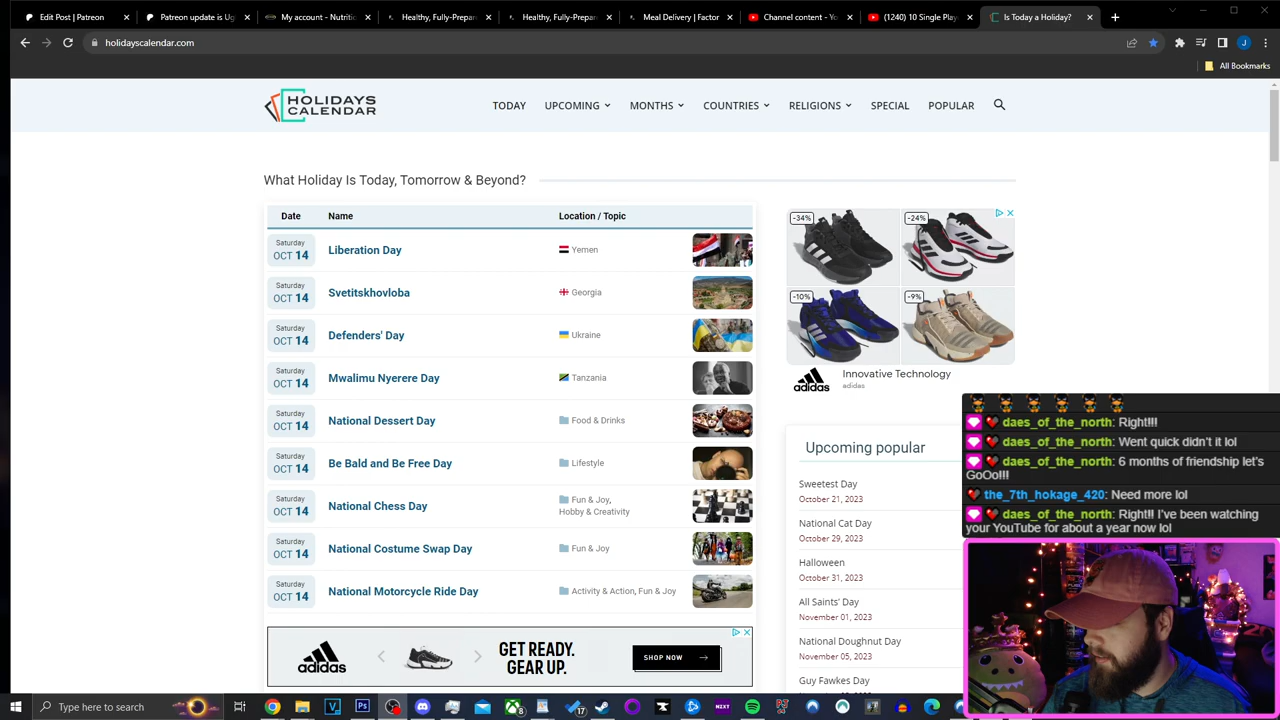 Edit Post | Patreon
Patreon update is Ug
My account - Nutritic
Healthy, Fully-Prepar
Healthy, Fully-Prepar
Meal Delivery | Factor
Channel content - Yo
(1240) 10 Single Play
Is Today a Holiday?
holidayscalendar.com
J
All Bookmarks
HOLIDAYS
CALENDAR
TODAY UPCOMING MONTHS COUNTRIES RELIGIONS SPECIAL POPULAR
What Holiday Is Today, Tomorrow & Beyond?
Date Name Location / Topic
Saturday
OCT 14 Liberation Day Yemen
Saturday
OCT 14 Svetitskhovloba Georgia
Saturday
OCT 14 Defenders' Day Ukraine
Saturday
OCT 14 Mwalimu Nyerere Day Tanzania
Saturday
OCT 14 National Dessert Day Food & Drinks
Saturday
OCT 14 Be Bald and Be Free Day Lifestyle
Saturday
OCT 14 National Chess Day Fun & Joy,
Hobby & Creativity
Saturday
OCT 14 National Costume Swap Day Fun & Joy
Saturday
OCT 14 National Motorcycle Ride Day Activity & Action, Fun & Joy
adidas
GET READY.
GEAR UP.
SHOP NOW
-34%
-24%
-10%
-9%
adidas
Innovative Technology
adidas
Upcoming popular
Sweetest Day
October 21, 2023
National Cat Day
October 29, 2023
Halloween
October 31, 2023
All Saints' Day
November 01, 2023
National Doughnut Day
November 05, 2023
Guy Fawkes Day
daes_of_the_north: Right!!!
daes_of_the_north: Went quick didn't it lol
daes_of_the_north: 6 months of friendship let's
GoOo!!!
the_7th_hokage_420: Need more lol
daes_of_the_north: Right!! I've been watching
your YouTube for about a year now lol
Type here to search
8
17
NZXT